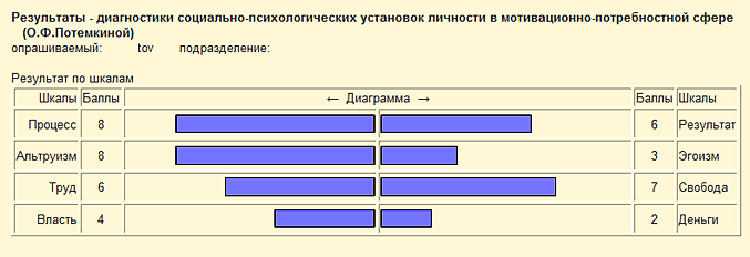 Результаты - диагностики социально-психологических установок личности в мотивационно-потребностной сфере
(О.Ф.Потемкиной)
опрашиваемый: tov подразделение:
Результат по шкалам
Шкалы Баллы ← Диаграмма → Баллы Шкалы
Процесс 8 6 Результат
Альтруизм 8 3 Эгоизм
Труд 6 7 Свобода
Власть 4 2 Деньги